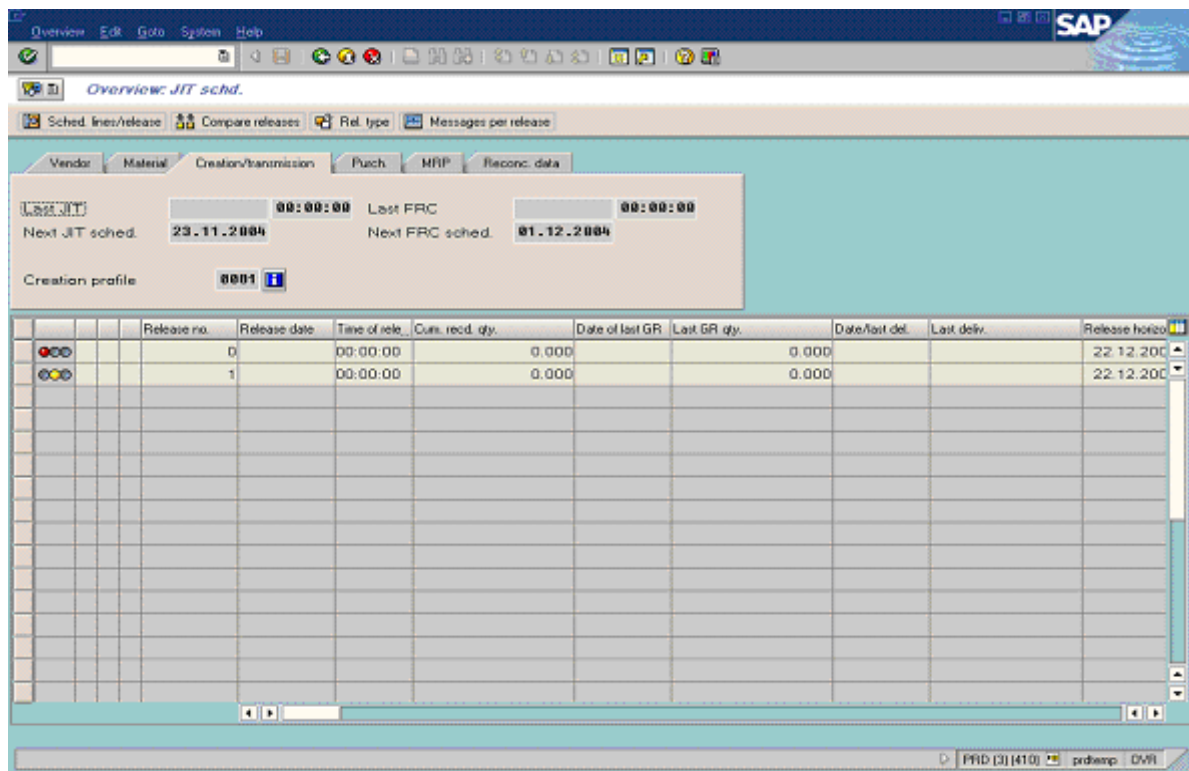 Overview Edit Goto System Help
SAP
Overview: JIT schd.
Sched. lines/release Compare releases Rel. type Messages per release
Vendor Material Creation/transmission Purch. MRP Reconc. data
Last JIT 00:00:00 Last FRC 00:00:00
Next JIT sched. 23.11.2004 Next FRC sched. 01.12.2004
Creation profile 0001
Release no. Release date Time of rele Cum. recd. qty. Date of last GR Last GR qty. Date/last del. Last deliv. Release horizo
0 00:00:00 0.000 0.000 22.12.200
1 00:00:00 0.000 0.000 22.12.200
PRD (3) (410) prdtemp OVR